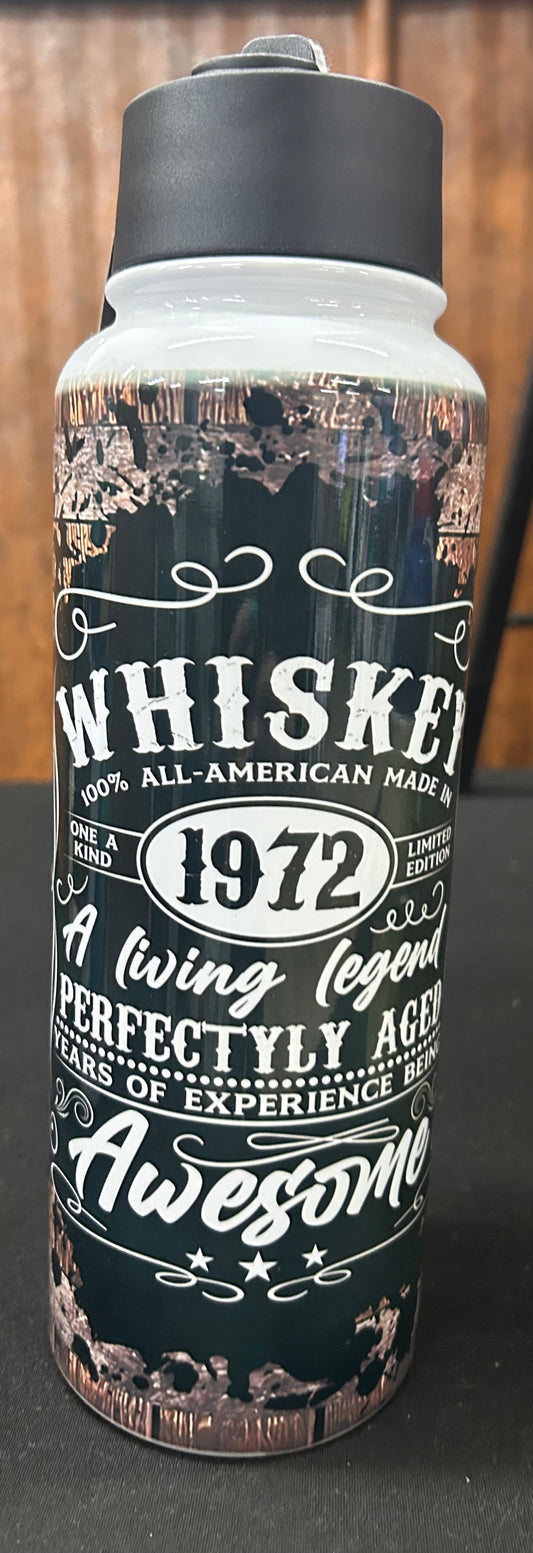 WHISKEY
100% ALL-AMERICAN MADE IN
ONE A
KIND
1972
LIMITED
EDITION
A living legend
PERFECTYLY AGED
YEARS OF EXPERIENCE BEING
Awesome